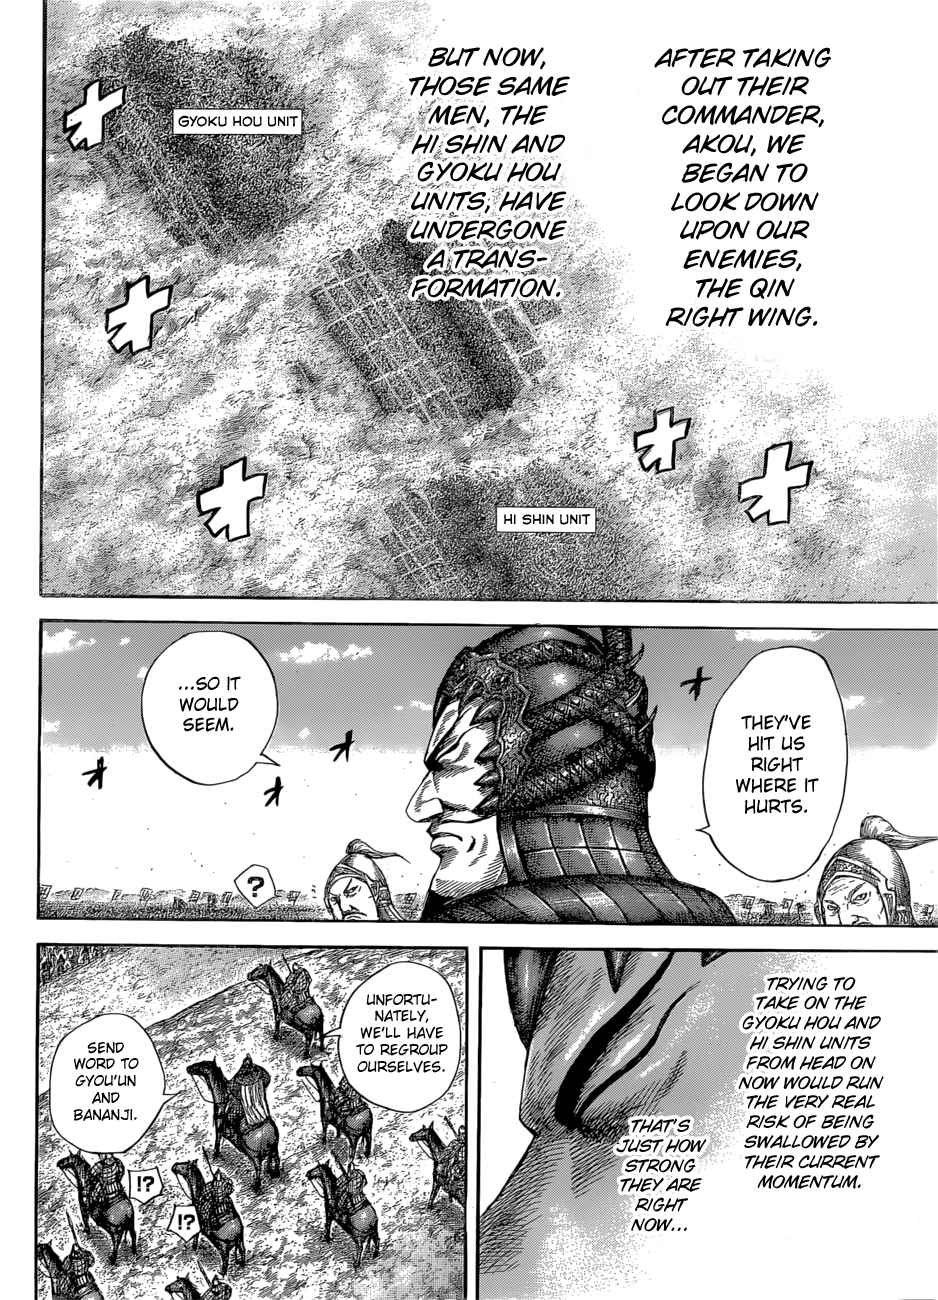 AFTER TAKING
OUT THEIR
COMMANDER,
AKOU, WE
BEGAN TO
LOOK DOWN
UPON OUR
ENEMIES,
THE QIN
RIGHT WING.
BUT NOW,
THOSE SAME
MEN, THE
HI SHIN AND
GYOKU HOU
UNITS, HAVE
UNDERGONE
A TRANS-
FORMATION.
GYOKU HOU UNIT
HI SHIN UNIT
THEY'VE
HIT US
RIGHT
WHERE IT
HURTS.
...SO IT
WOULD
SEEM.
?
TRYING TO
TAKE ON THE
GYOKU HOU AND
HI SHIN UNITS
FROM HEAD ON
NOW WOULD RUN
THE VERY REAL
RISK OF BEING
SWALLOWED BY
THEIR CURRENT
MOMENTUM.
THAT'S
JUST HOW
STRONG
THEY ARE
RIGHT
NOW...
UNFORTU-
NATELY,
WE'LL HAVE
TO REGROUP
OURSELVES.
SEND
WORD TO
GYOU'UN
AND
BANANJI.
!?
!?